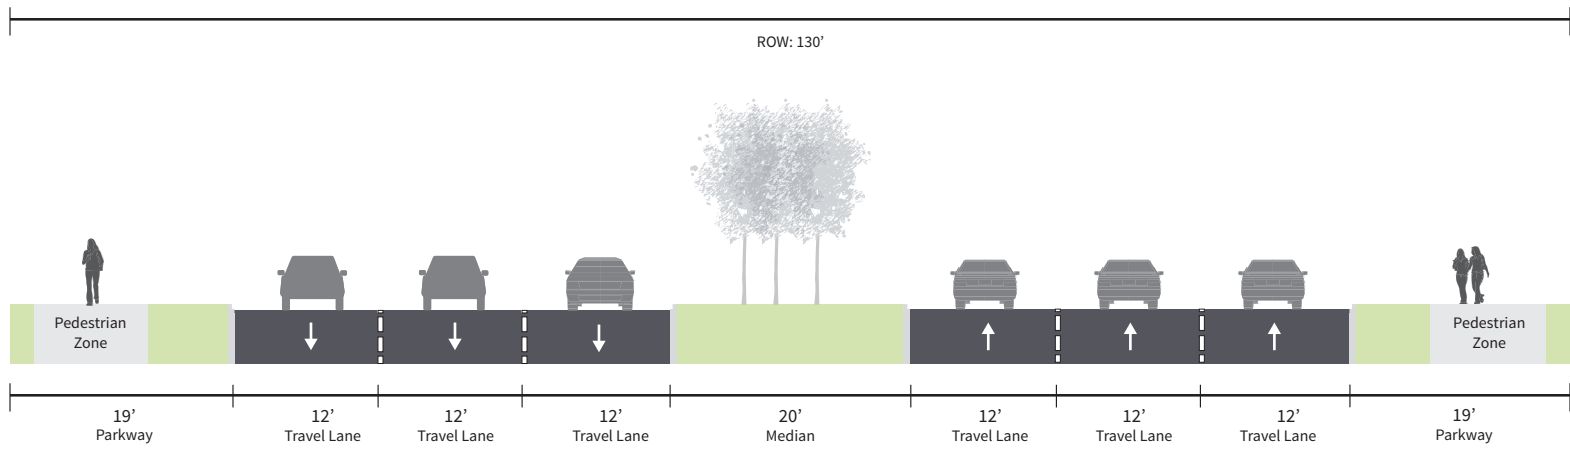 ROW: 130’
Pedestrian
Zone
Pedestrian
Zone
19’
Parkway
12’
Travel Lane
12’
Travel Lane
12’
Travel Lane
20’
Median
12’
Travel Lane
12’
Travel Lane
12’
Travel Lane
19’
Parkway